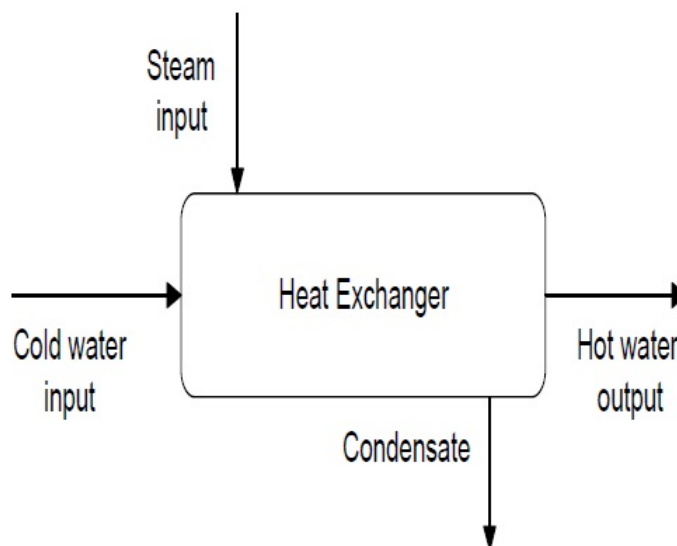 Steam
input
Heat Exchanger
Cold water
input
Hot water
output
Condensate